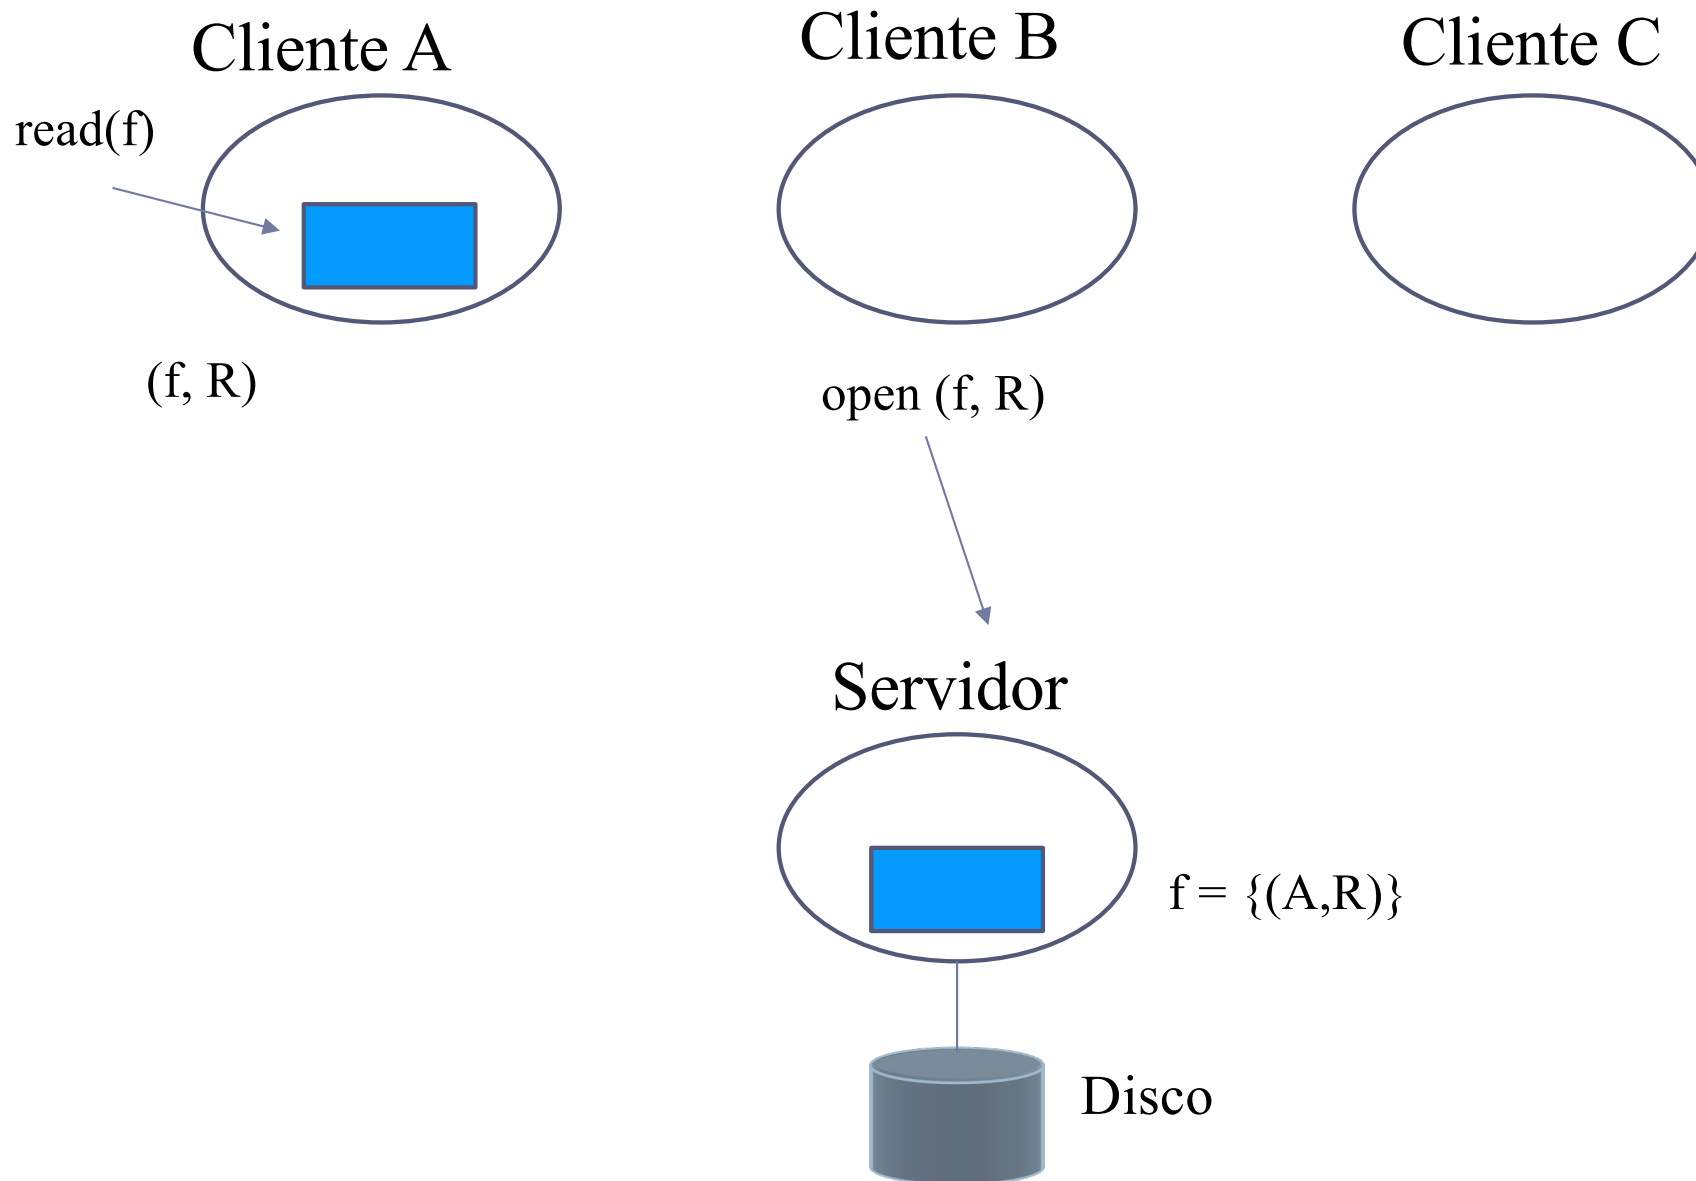 Cliente A
Cliente B
Cliente C
read(f)
(f, R)
open (f, R)
Servidor
f = {(A,R)}
Disco